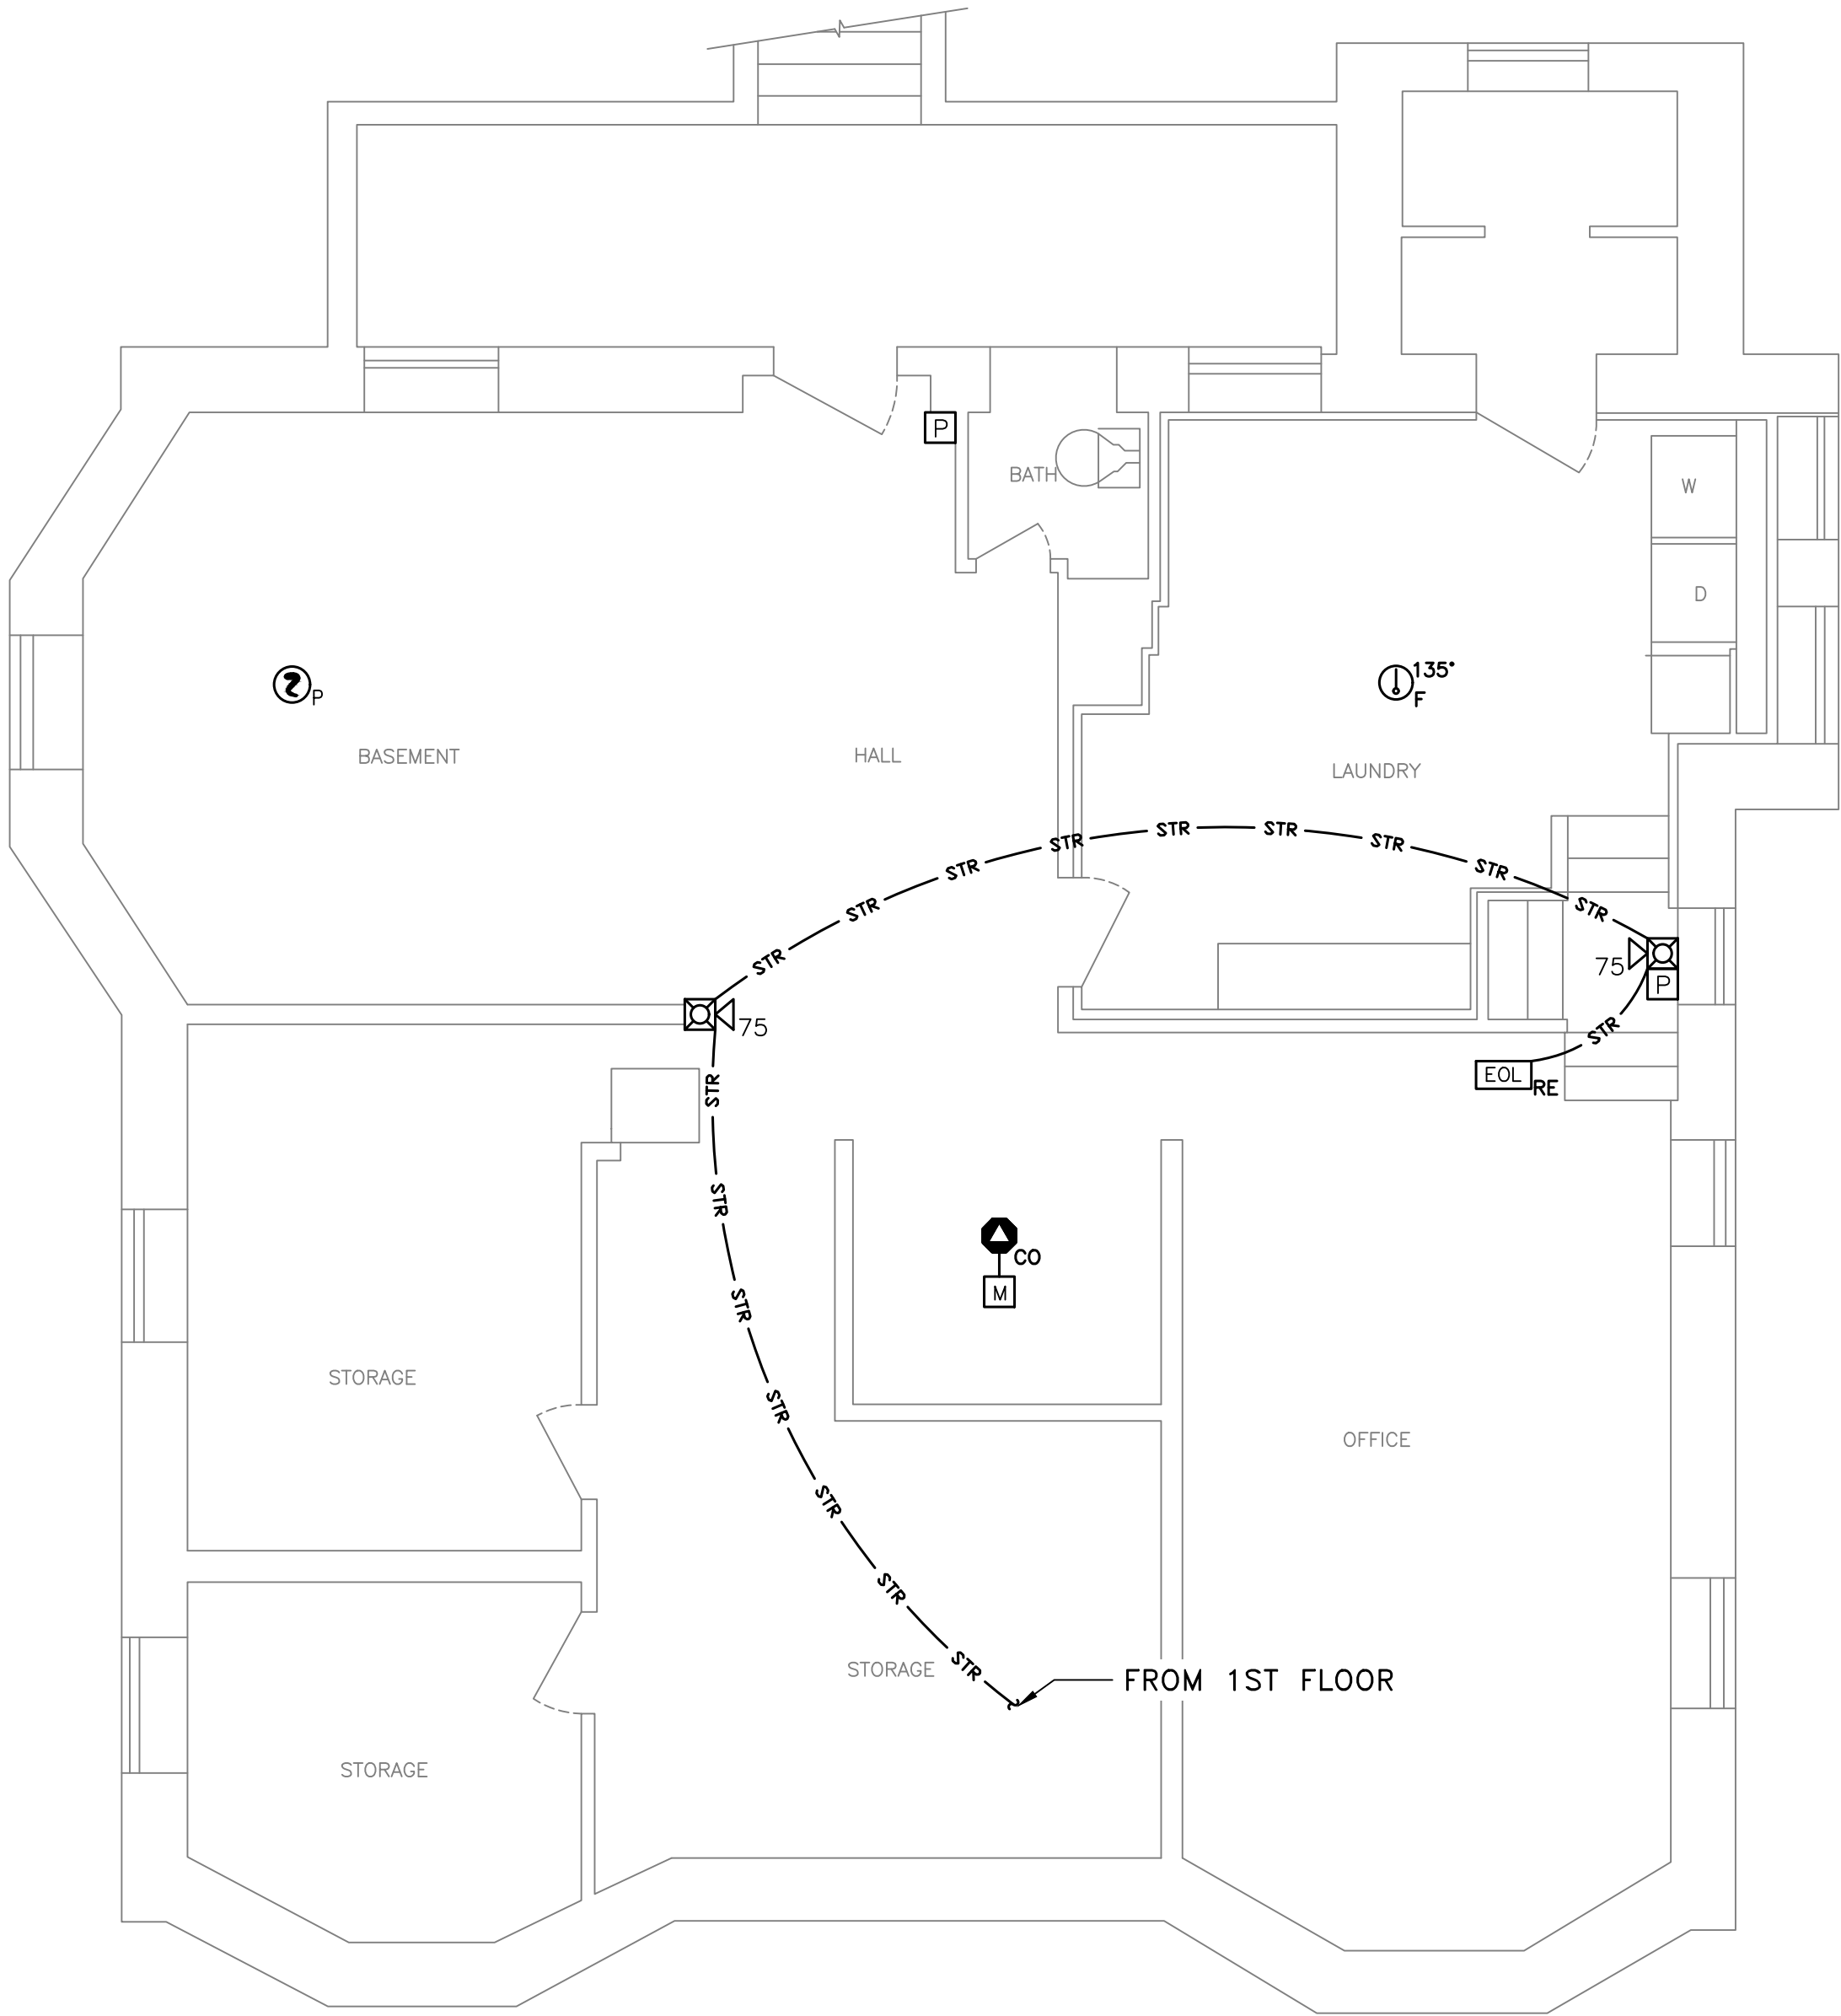 P
BATH
W
D
P
135°
F
BASEMENT
HALL
LAUNDRY
STR
STR
STR
STR
STR
STR
STR
STR
STR
75
P
75
STR
EOL
RE
STR
STR
CO
M
STR
STORAGE
STR
OFFICE
STR
STR
STORAGE
STR
FROM 1ST FLOOR
STORAGE